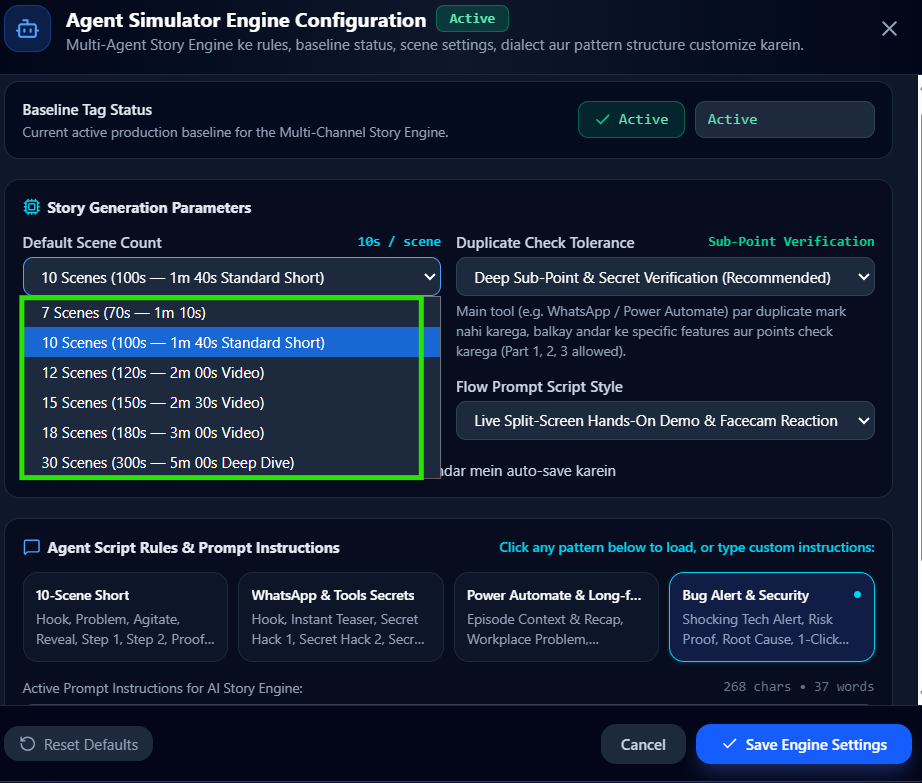 Agent Simulator Engine Configuration Active
Multi-Agent Story Engine ke rules, baseline status, scene settings, dialect aur pattern structure customize karein.
Baseline Tag Status
Current active production baseline for the Multi-Channel Story Engine.
Active
Active
Story Generation Parameters
Default Scene Count
10s / scene
10 Scenes (100s — 1m 40s Standard Short)
7 Scenes (70s — 1m 10s)
10 Scenes (100s — 1m 40s Standard Short)
12 Scenes (120s — 2m 00s Video)
15 Scenes (150s — 2m 30s Video)
18 Scenes (180s — 3m 00s Video)
30 Scenes (300s — 5m 00s Deep Dive)
Duplicate Check Tolerance
Sub-Point Verification
Deep Sub-Point & Secret Verification (Recommended)
Main tool (e.g. WhatsApp / Power Automate) par duplicate mark
nahi karega, balkay andar ke specific features aur points check
karega (Part 1, 2, 3 allowed).
Flow Prompt Script Style
Live Split-Screen Hands-On Demo & Facecam Reaction
ndar mein auto-save karein
Agent Script Rules & Prompt Instructions
Click any pattern below to load, or type custom instructions:
10-Scene Short
Hook, Problem, Agitate,
Reveal, Step 1, Step 2, Proof...
WhatsApp & Tools Secrets
Hook, Instant Teaser, Secret
Hack 1, Secret Hack 2, Secr...
Power Automate & Long-f...
Episode Context & Recap,
Workplace Problem,...
Bug Alert & Security
Shocking Tech Alert, Risk
Proof, Root Cause, 1-Click...
Active Prompt Instructions for AI Story Engine:
268 chars • 37 words
Reset Defaults
Cancel
Save Engine Settings